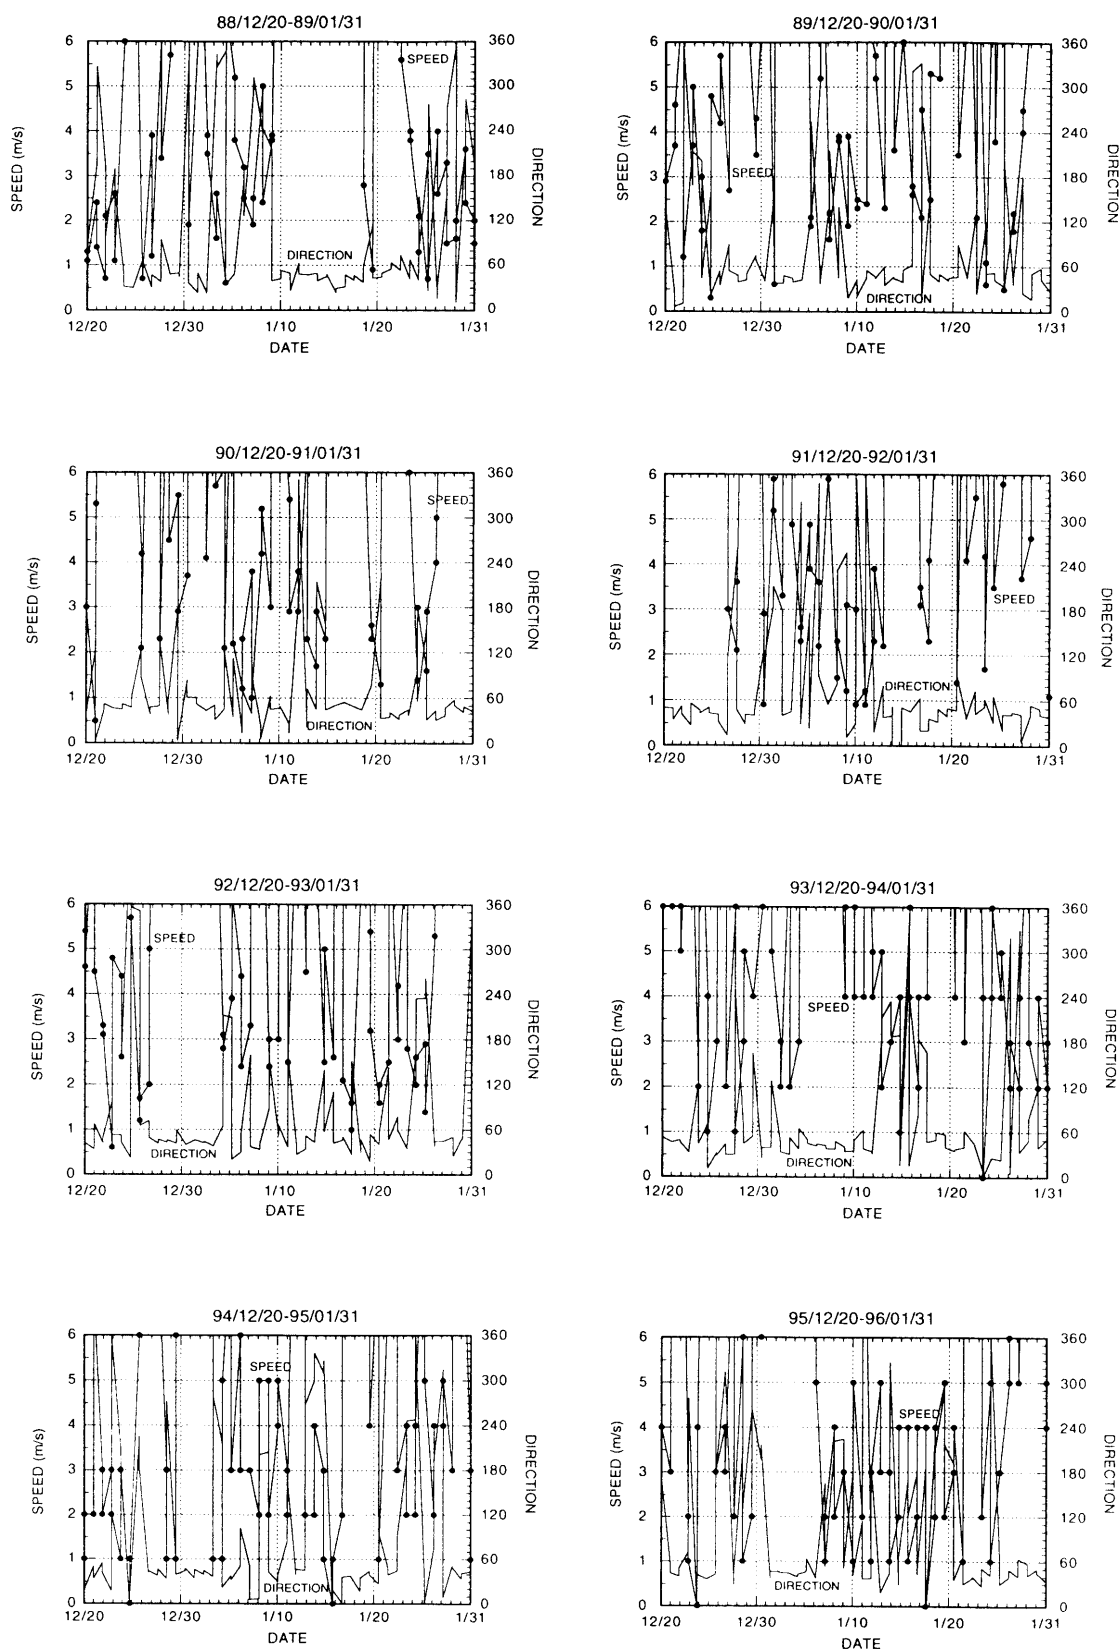 88/12/20-89/01/31
6
5
4
3
2
1
0
SPEED (m/s)
360
300
240
180
120
60
0
DIRECTION
SPEED
DIRECTION
12/20 12/30 1/10 1/20 1/31
DATE
89/12/20-90/01/31
6
5
4
3
2
1
0
SPEED (m/s)
360
300
240
180
120
60
0
DIRECTION
SPEED
DIRECTION
12/20 12/30 1/10 1/20 1/31
DATE
90/12/20-91/01/31
6
5
4
3
2
1
0
SPEED (m/s)
360
300
240
180
120
60
0
DIRECTION
SPEED
DIRECTION
12/20 12/30 1/10 1/20 1/31
DATE
91/12/20-92/01/31
6
5
4
3
2
1
0
SPEED (m/s)
360
300
240
180
120
60
0
DIRECTION
SPEED
DIRECTION
12/20 12/30 1/10 1/20 1/31
DATE
92/12/20-93/01/31
6
5
4
3
2
1
0
SPEED (m/s)
360
300
240
180
120
60
0
DIRECTION
SPEED
DIRECTION
12/20 12/30 1/10 1/20 1/31
DATE
93/12/20-94/01/31
6
5
4
3
2
1
0
SPEED (m/s)
360
300
240
180
120
60
0
DIRECTION
SPEED
DIRECTION
12/20 12/30 1/10 1/20 1/31
DATE
94/12/20-95/01/31
6
5
4
3
2
1
0
SPEED (m/s)
360
300
240
180
120
60
0
DIRECTION
SPEED
DIRECTION
12/20 12/30 1/10 1/20 1/31
DATE
95/12/20-96/01/31
6
5
4
3
2
1
0
SPEED (m/s)
360
300
240
180
120
60
0
DIRECTION
SPEED
DIRECTION
12/20 12/30 1/10 1/20 1/31
DATE